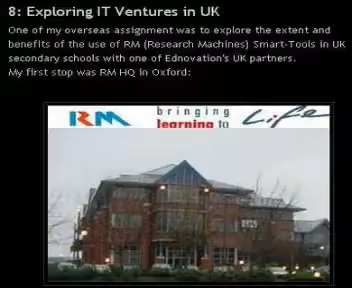 8: Exploring IT Ventures in UK
One of my overseas assignment was to explore the extent and
benefits of the use of RM (Research Machines) Smart-Tools in UK
secondary schools with one of Ednovation's UK partners.
My first stop was RM HQ in Oxford:
RM bringing
learning to Life